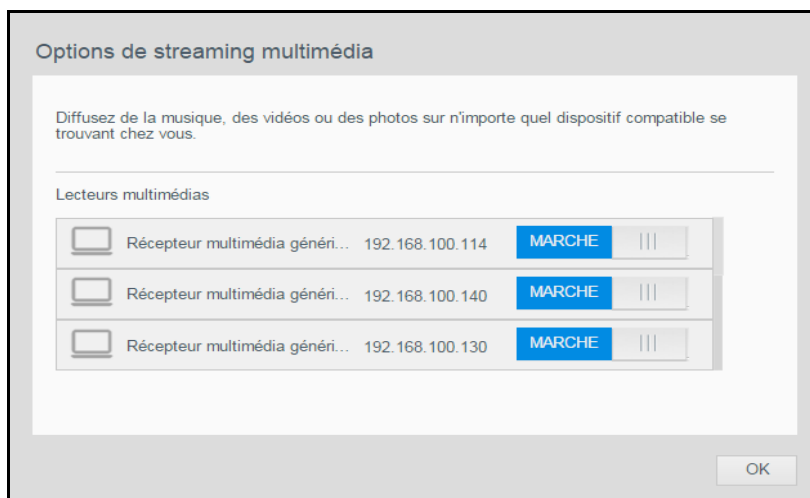 Options de streaming multimédia
Diffusez de la musique, des vidéos ou des photos sur n'importe quel dispositif compatible se
trouvant chez vous.
Lecteurs multimédias
Récepteur multimédia généri... 192.168.100.114 MARCHE
Récepteur multimédia généri... 192.168.100.140 MARCHE
Récepteur multimédia généri... 192.168.100.130 MARCHE
OK